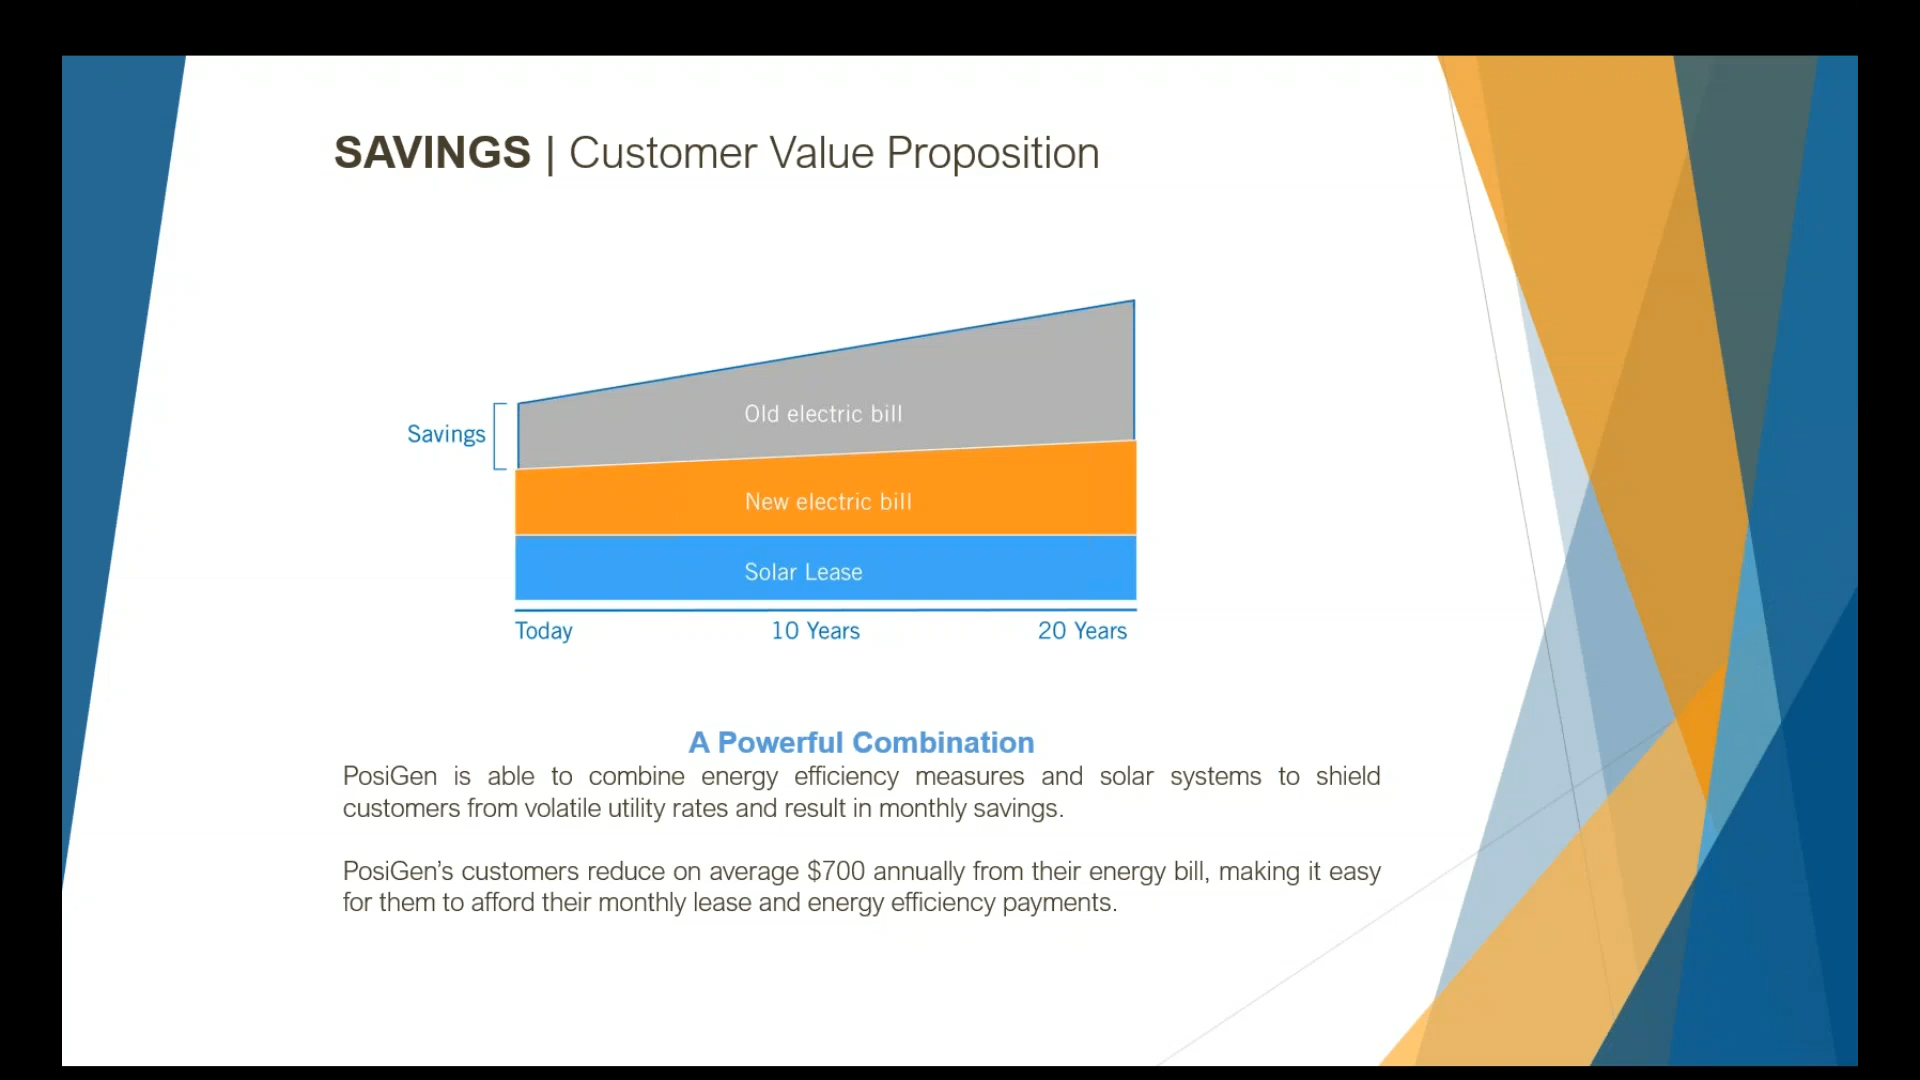 SAVINGS | Customer Value Proposition
Old electric bill
Savings
New electric bill
Solar Lease
Today 10 Years 20 Years
A Powerful Combination
PosiGen is able to combine energy efficiency measures and solar systems to shield
customers from volatile utility rates and result in monthly savings.
PosiGen’s customers reduce on average $700 annually from their energy bill, making it easy
for them to afford their monthly lease and energy efficiency payments.